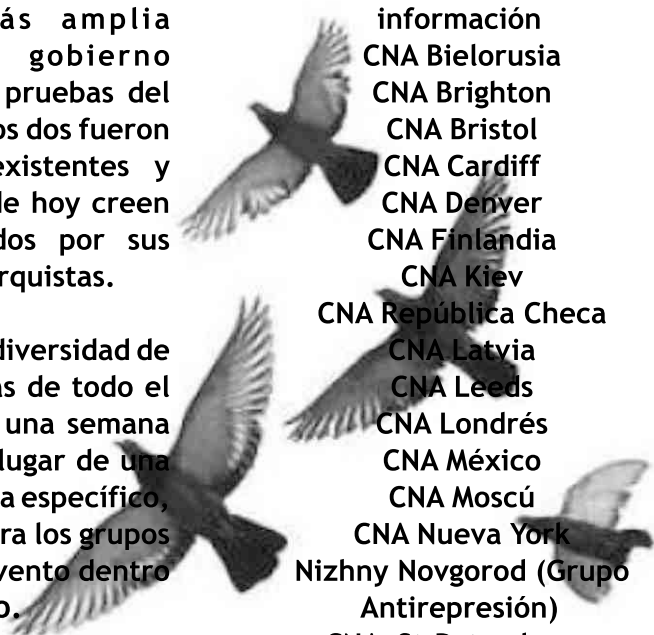 ás amplia
gobierno
pruebas del
os dos fueron
existentes y
de hoy creen
dos por sus
rquistas.
diversidad de
as de todo el
una semana
lugar de una
a específico,
ra los grupos
vento dentro
o.
información
CNA Bielorusia
CNA Brighton
CNA Bristol
CNA Cardiff
CNA Denver
CNA Finlandia
CNA Kiev
CNA República Checa
CNA Latvia
CNA Leeds
CNA Londrés
CNA México
CNA Moscú
CNA Nueva York
Nizhny Novgorod (Grupo
Antirepresión)